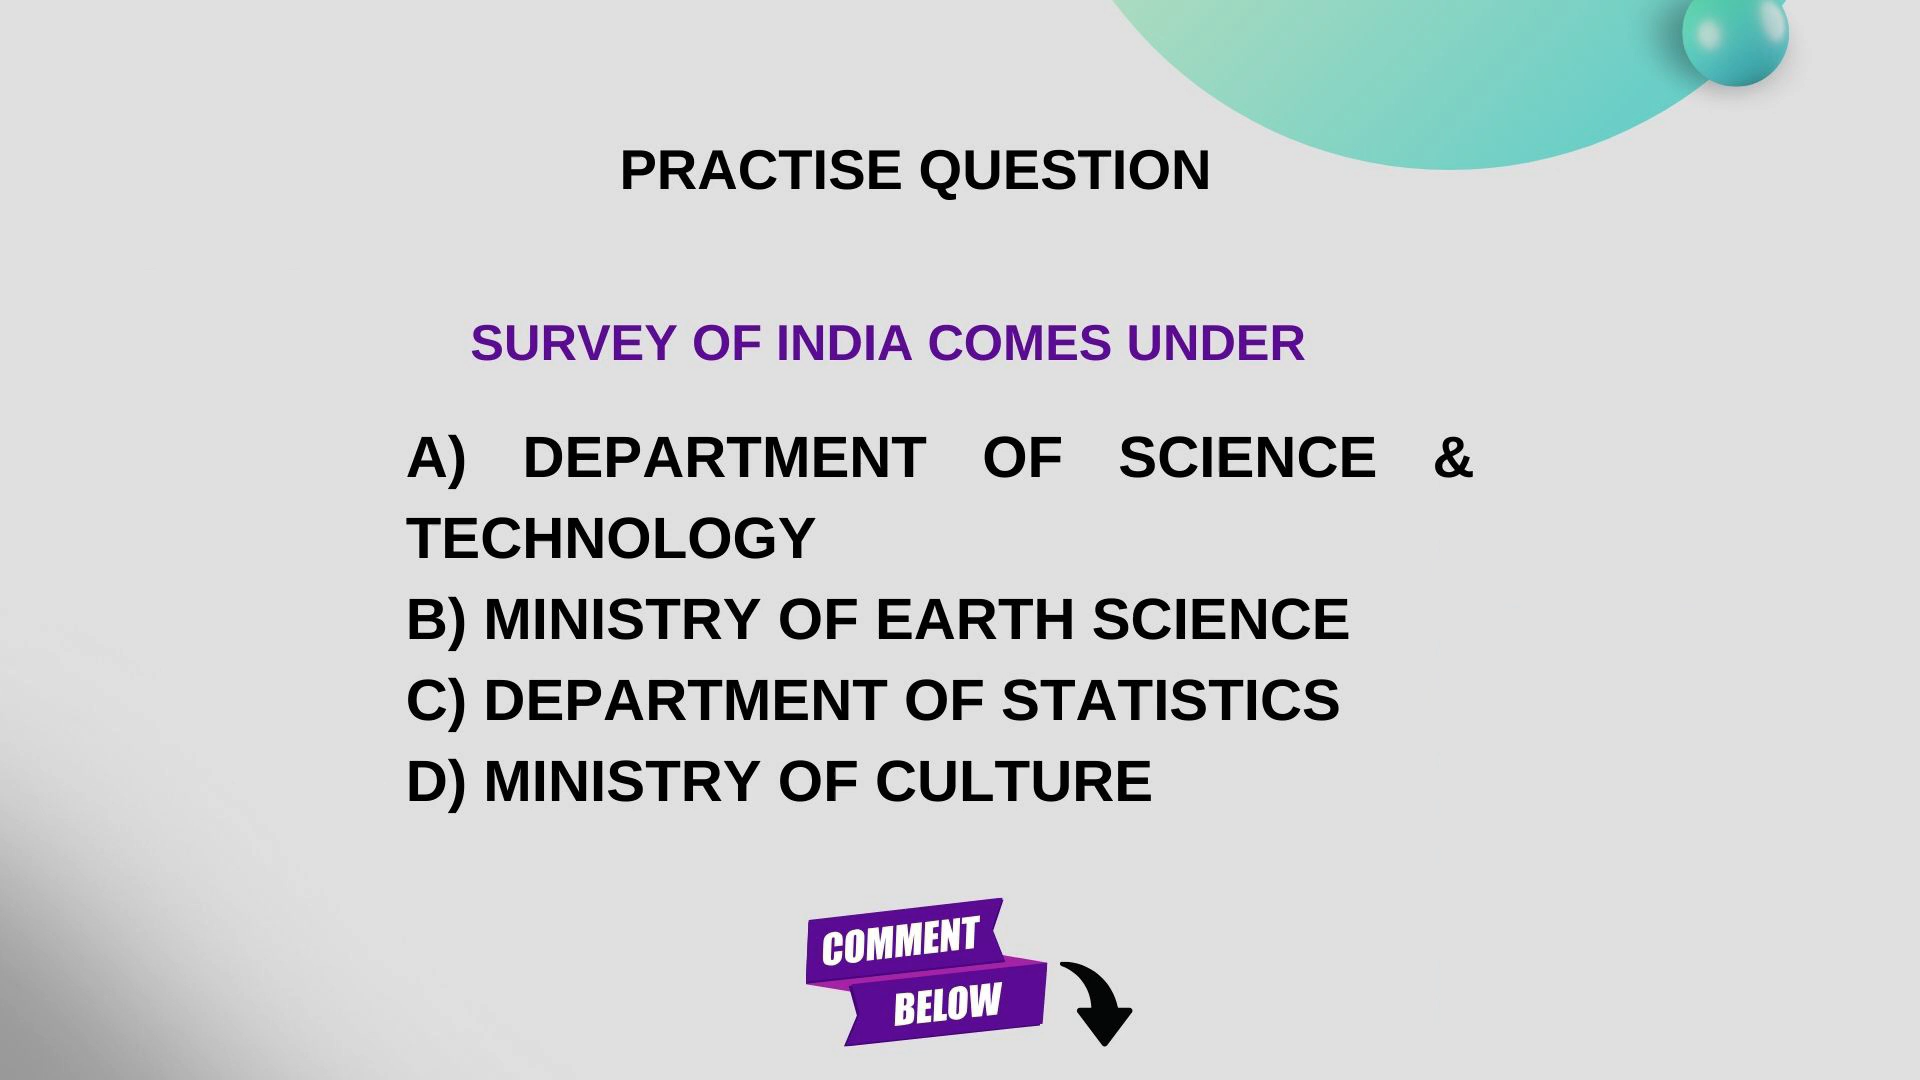 PRACTISE QUESTION
SURVEY OF INDIA COMES UNDER
A) DEPARTMENT OF SCIENCE &
TECHNOLOGY
B) MINISTRY OF EARTH SCIENCE
C) DEPARTMENT OF STATISTICS
D) MINISTRY OF CULTURE
COMMENT
BELOW